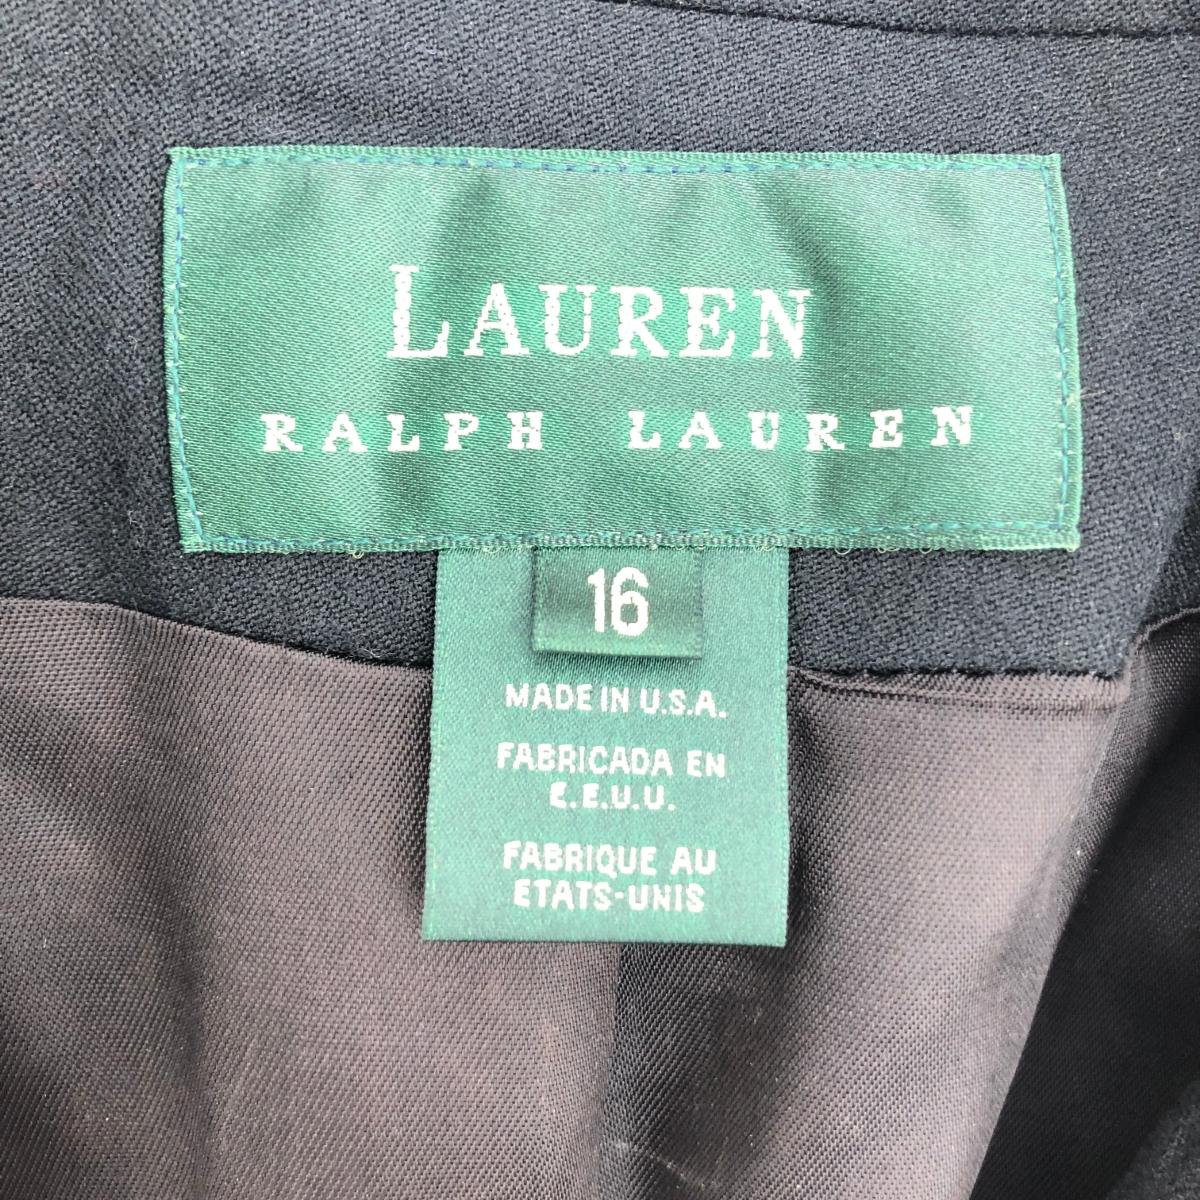 LAUREN
RALPH LAUREN
16
MADE IN U.S.A.
FABRICADA EN
E.E.U.U.
FABRIQUE AU
ETATS-UNIS